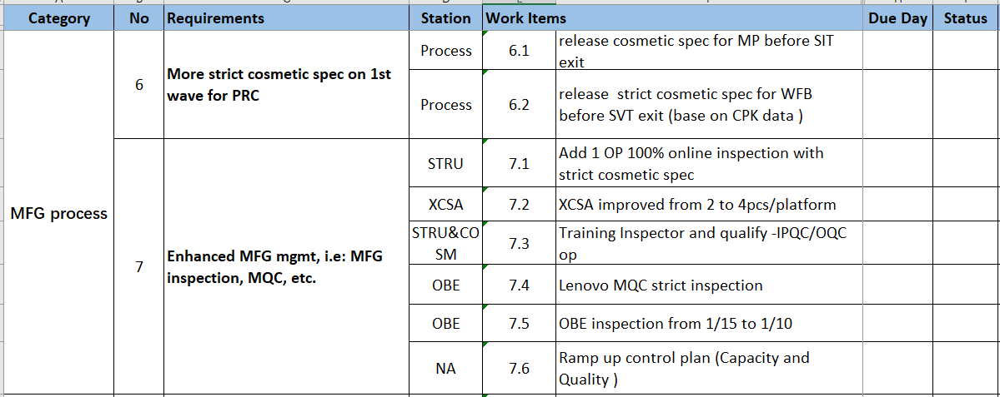 Category No Requirements Station Work Items Due Day Status
MFG process
6
More strict cosmetic spec on 1st
wave for PRC
Process 6.1
release cosmetic spec for MP before SIT
exit
Process 6.2
release  strict cosmetic spec for WFB
before SVT exit (base on CPK data )
7
Enhanced MFG mgmt, i.e: MFG
inspection, MQC, etc.
STRU 7.1
Add 1 OP 100% online inspection with
strict cosmetic spec
XCSA 7.2 XCSA improved from 2 to 4pcs/platform
STRU&CO
SM
7.3
Training Inspector and qualify -IPQC/OQC
op
OBE 7.4 Lenovo MQC strict inspection
OBE 7.5 OBE inspection from 1/15 to 1/10
NA 7.6
Ramp up control plan (Capacity and
Quality )